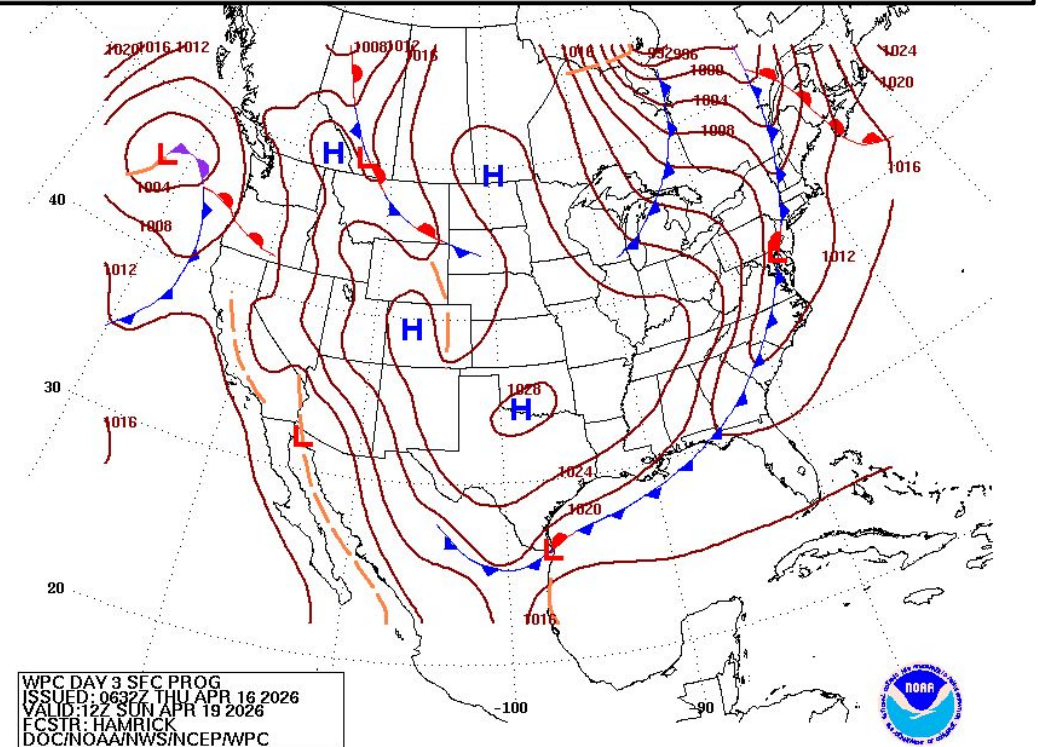 1020 1016 1012
1008 1012
1016
1016
992 996
1000
1004
1008
1024
1020
1016
L
H
L
H
1004
40
1008
L
1012
1012
H
30
1028
H
1016
L
1024
1020
L
20
1016
-100
-90
NOAA
WPC DAY 3 SFC PROG
ISSUED: 0632Z THU APR 16 2026
VALID:12Z SUN APR 19 2026
FCSTR: HAMRICK
DOC/NOAA/NWS/NCEP/WPC